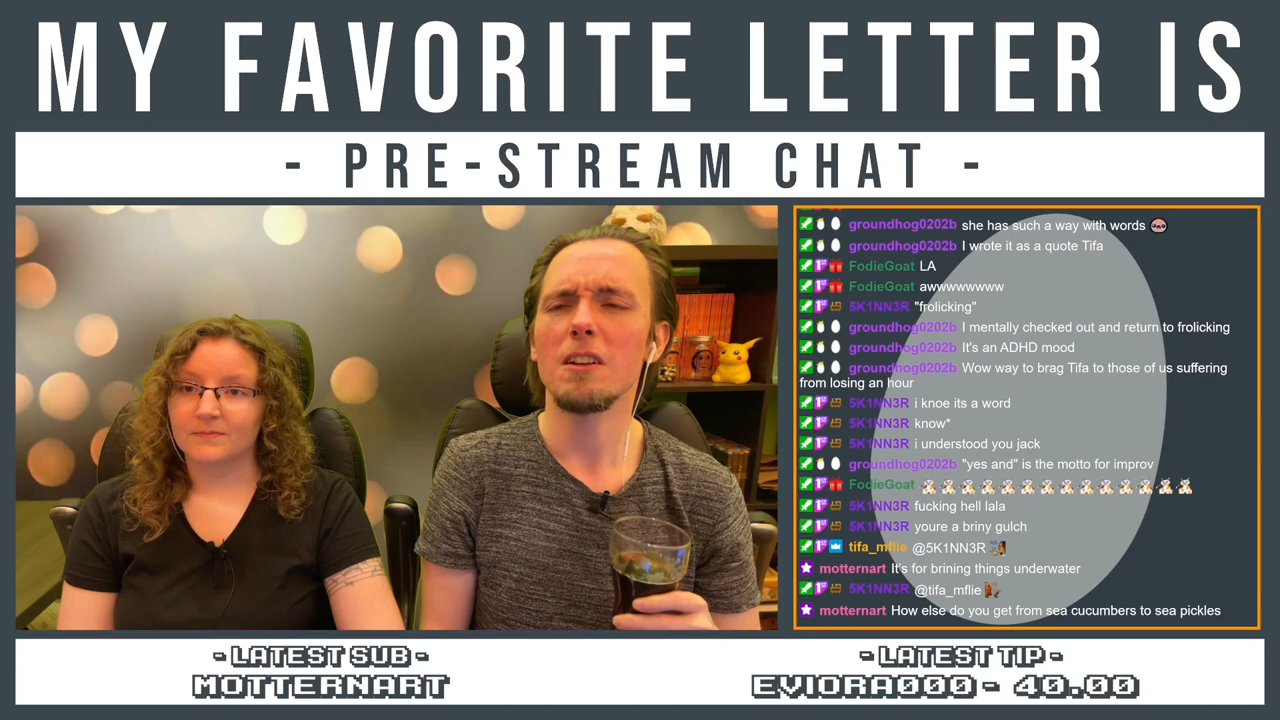 MY FAVORITE LETTER IS
- PRE-STREAM CHAT -
groundhog0202b she has such a way with words
groundhog0202b I wrote it as a quote Tifa
FodieGoat LA
FodieGoat awwwwwwww
5K1NN3R "frolicking"
groundhog0202b I mentally checked out and return to frolicking
groundhog0202b It's an ADHD mood
groundhog0202b Wow way to brag Tifa to those of us suffering
from losing an hour
5K1NN3R i knoe its a word
5K1NN3R know*
5K1NN3R i understood you jack
groundhog0202b "yes and" is the motto for improv
FodieGoat
5K1NN3R fucking hell lala
5K1NN3R youre a briny gulch
tifa_mflie @5K1NN3R
motternart It's for brining things underwater
5K1NN3R @tifa_mflie
motternart How else do you get from sea cucumbers to sea pickles
- LATEST SUB -
MOTTERNART
- LATEST TIP -
EVIORA000 - 40.00